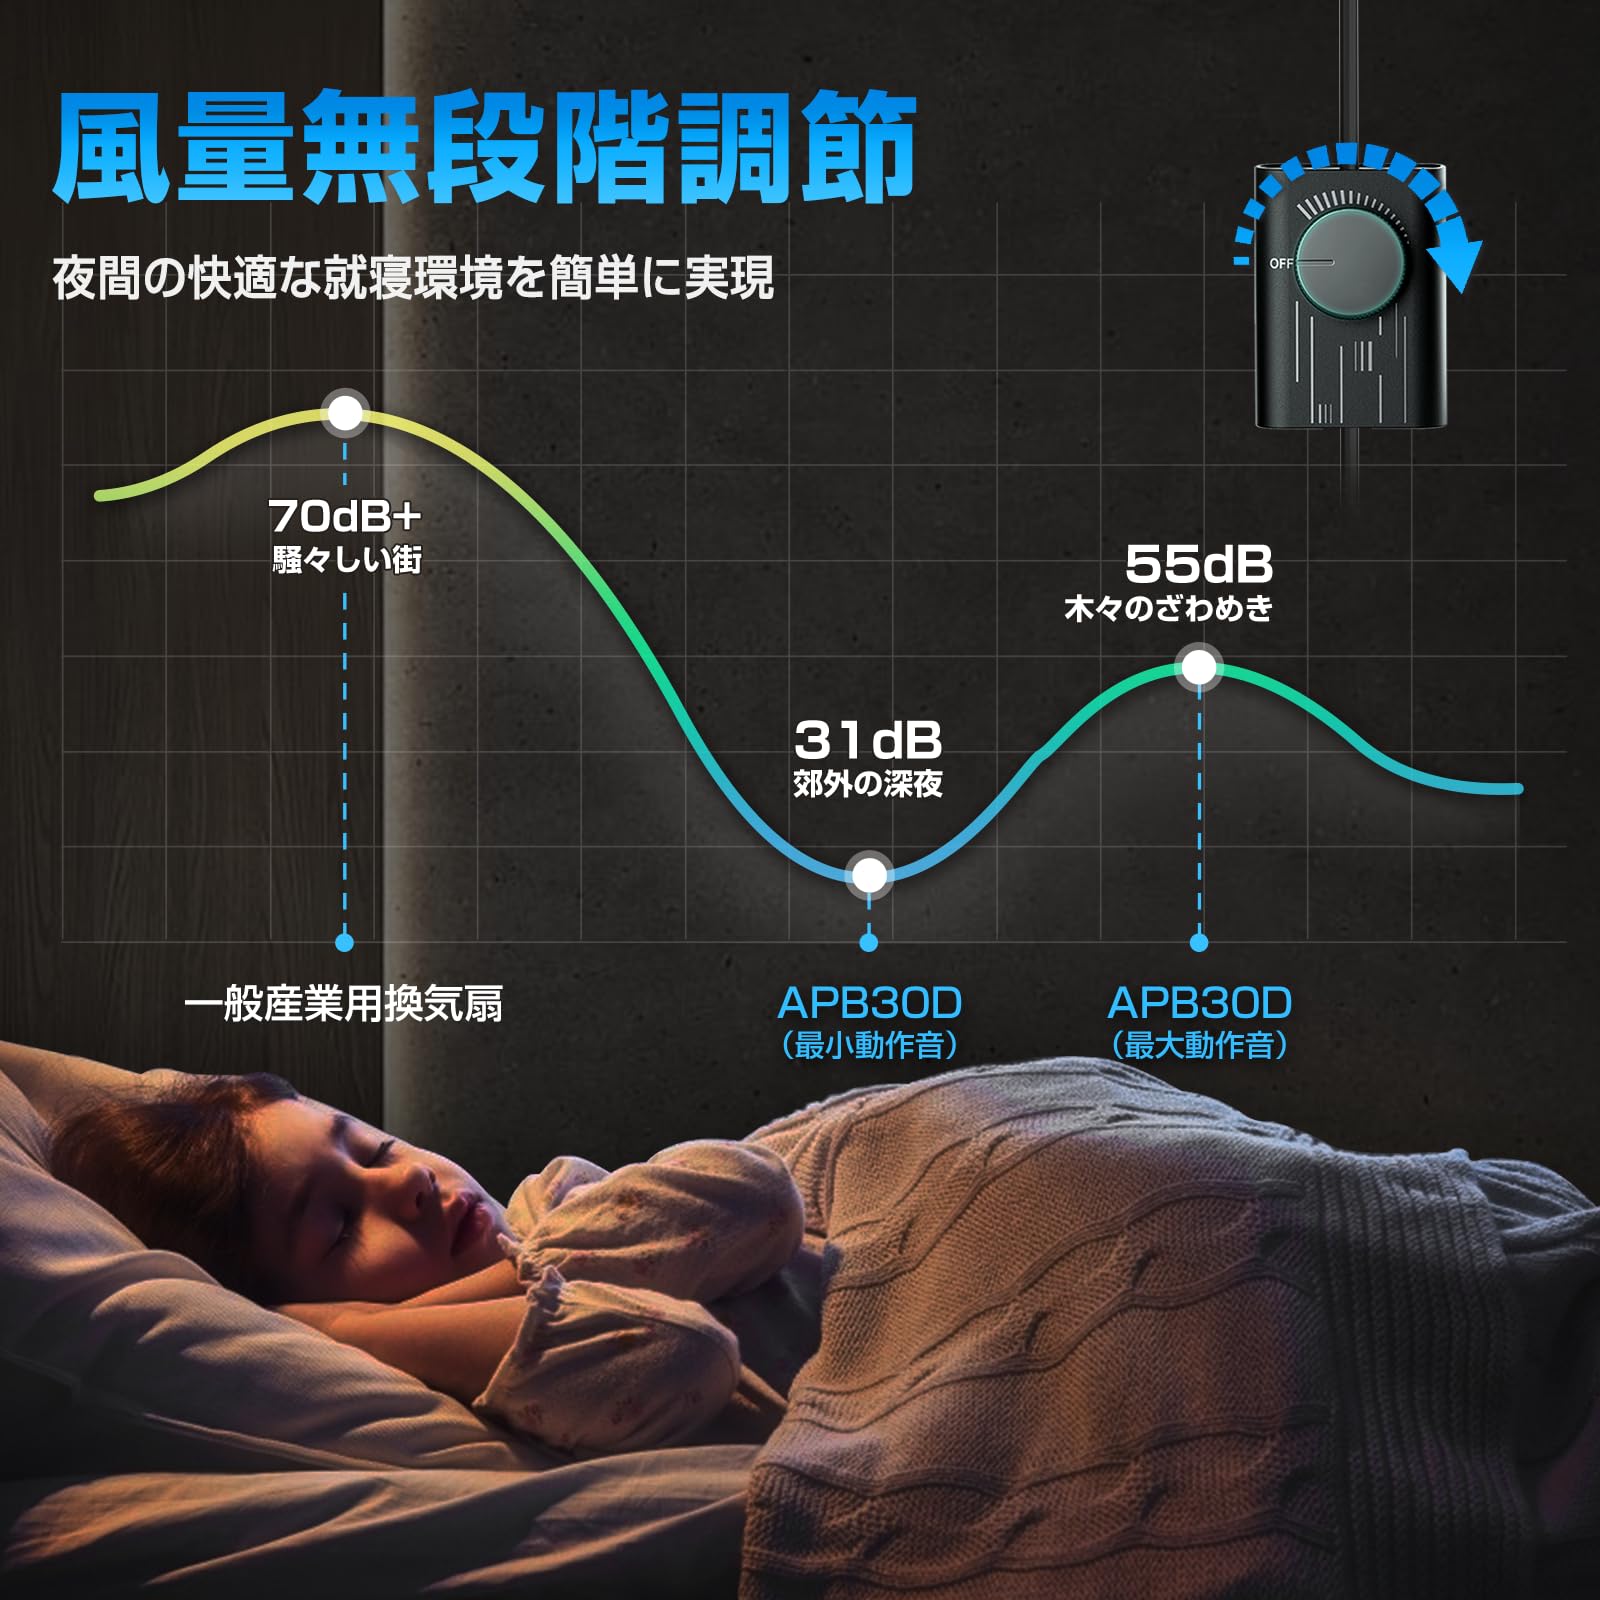 風量無段階調節
夜間の快適な就寝環境を簡単に実現
OFF
70dB+
騒々しい街
55dB
木々のざわめき
31dB
郊外の深夜
一般産業用換気扇
APB30D
（最小動作音）
APB30D
（最大動作音）